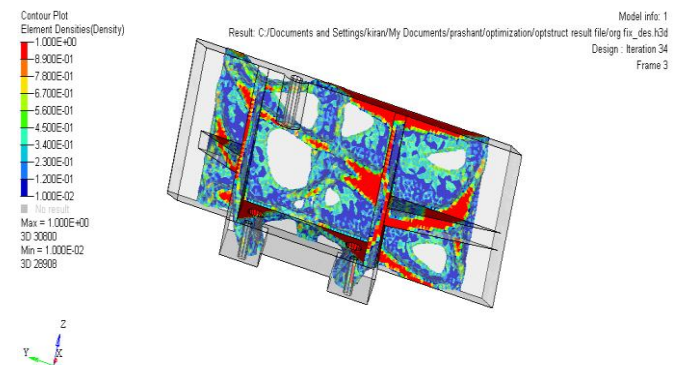 Contour Plot
Element Densities(Density)
1.000E+00
8.900E-01
7.800E-01
6.700E-01
5.600E-01
4.500E-01
3.400E-01
2.300E-01
1.200E-01
1.000E-02
No result
Max = 1.000E+00
3D 30800
Min = 1.000E-02
3D 28908
Model info: 1
Result: C:/Documents and Settings/kiran/My Documents/prashant/optimization/optstruct result file/org fix_des.h3d
Design : Iteration 34
Frame 3
Z
Y
X